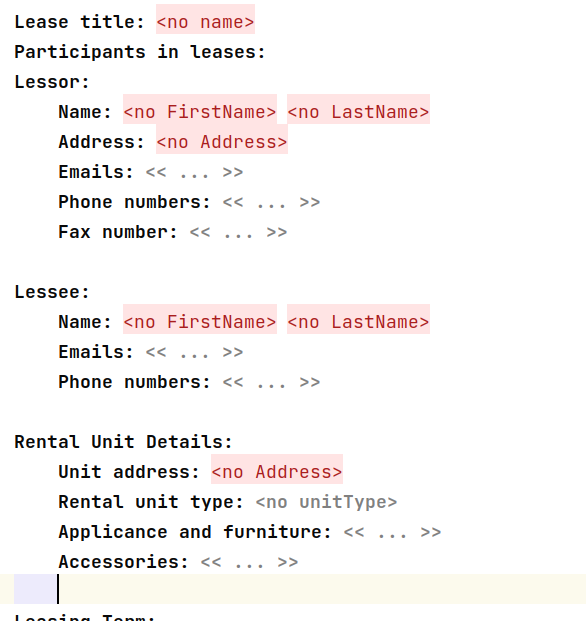 Lease title: <no name>
Participants in leases:
Lessor:
Name: <no FirstName> <no LastName>
Address: <no Address>
Emails: << ... >>
Phone numbers: << ... >>
Fax number: << ... >>
Lessee:
Name: <no FirstName> <no LastName>
Emails: << ... >>
Phone numbers: << ... >>
Rental Unit Details:
Unit address: <no Address>
Rental unit type: <no unitType>
Applicance and furniture: << ... >>
Accessories: << ... >>
Leasing Term: